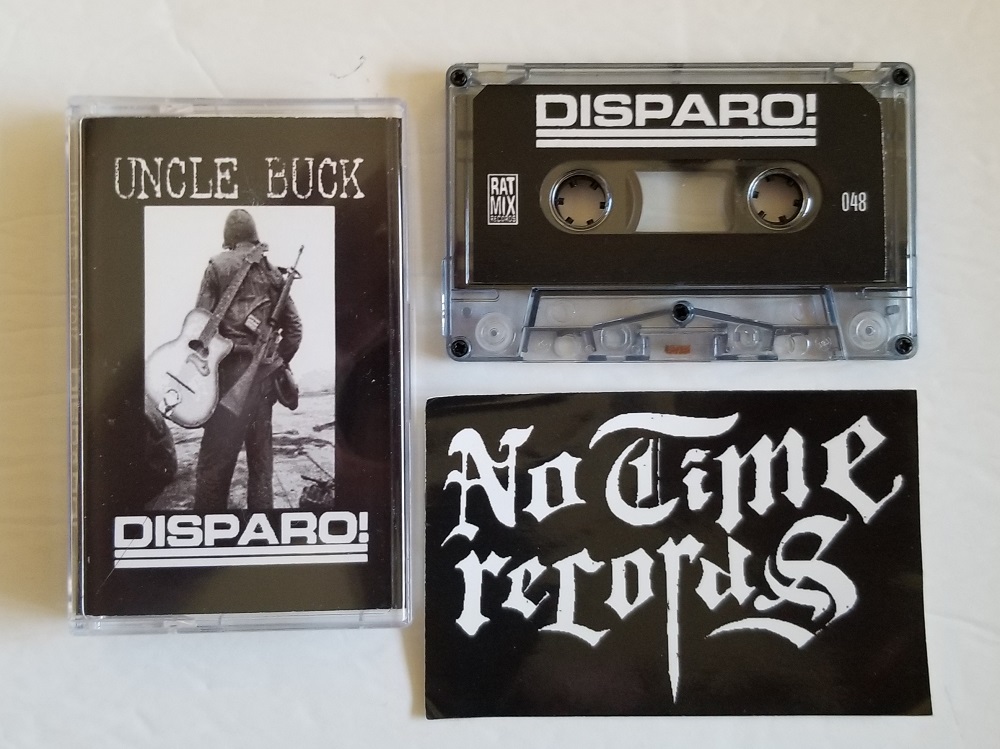 UNCLE BUCK
DISPARO!
DISPARO!
RAT
MIX
RECORDS
048
No Time
records